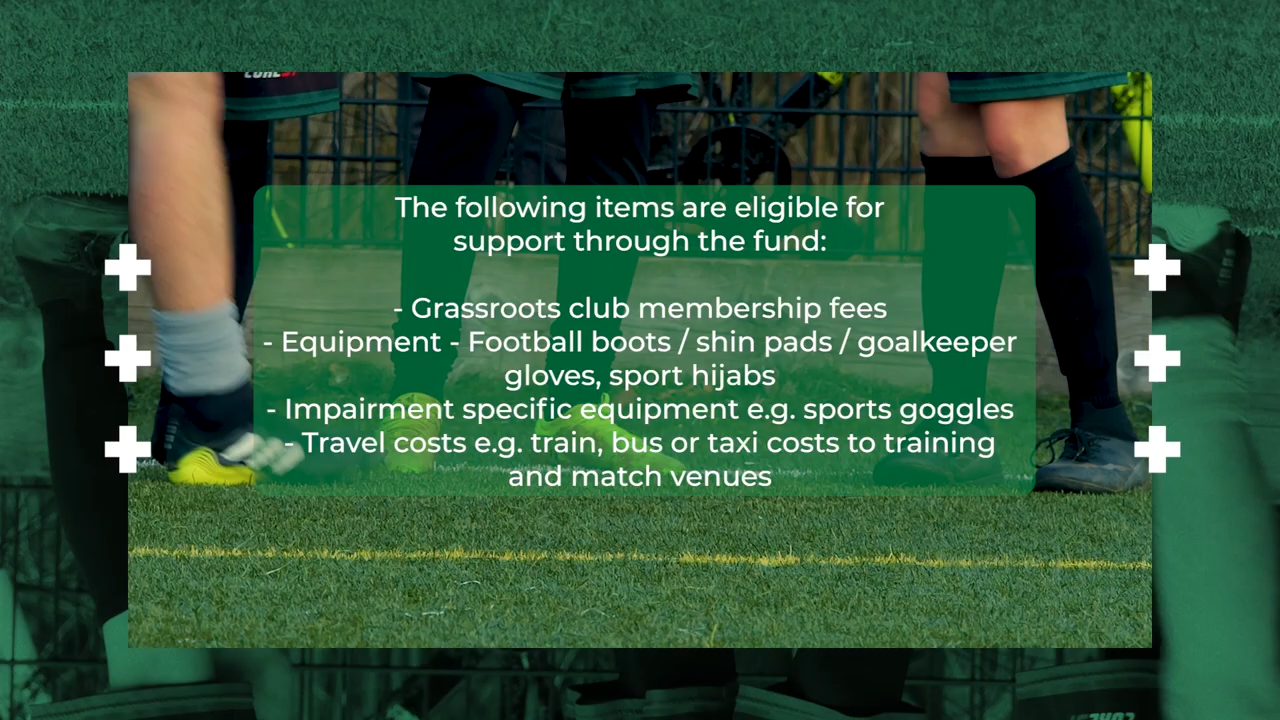 The following items are eligible for
support through the fund:
- Grassroots club membership fees
- Equipment - Football boots / shin pads / goalkeeper
gloves, sport hijabs
- Impairment specific equipment e.g. sports goggles
- Travel costs e.g. train, bus or taxi costs to training
and match venues